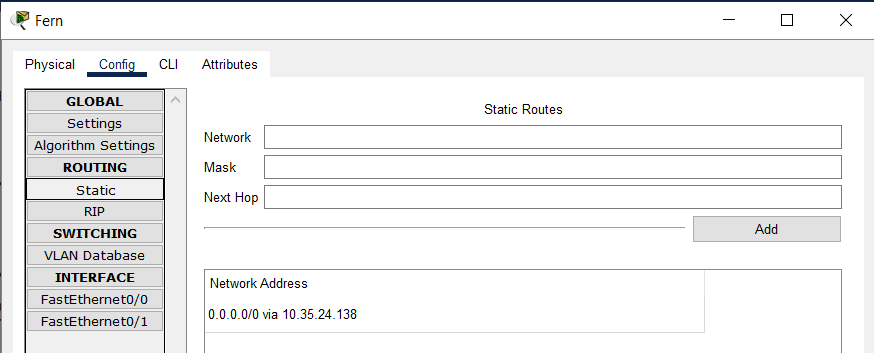 Fern
Physical Config CLI Attributes
GLOBAL
Settings
Algorithm Settings
ROUTING
Static
RIP
SWITCHING
VLAN Database
INTERFACE
FastEthernet0/0
FastEthernet0/1
Static Routes
Network
Mask
Next Hop
Add
Network Address
0.0.0.0/0 via 10.35.24.138